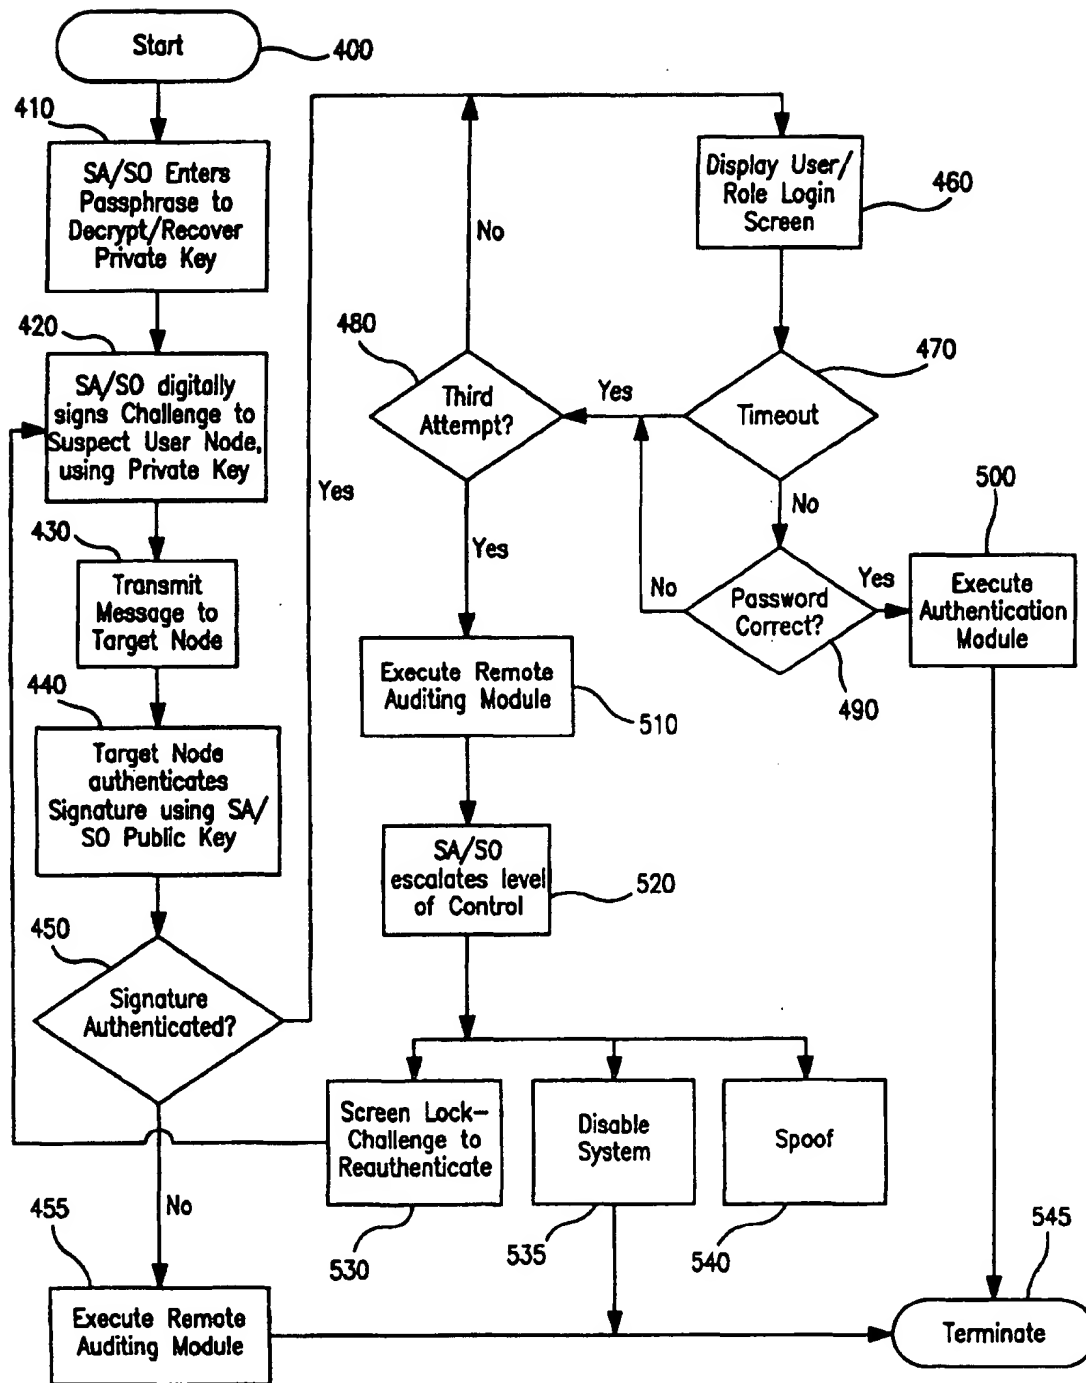 Start
400
410
SA/SO Enters
Passphrase to
Decrypt/Recover
Private Key
420
SA/SO digitally
signs Challenge to
Suspect User Node,
using Private Key
430
Transmit
Message to
Target Node
440
Target Node
authenticates
Signature using SA/
SO Public Key
450
Signature
Authenticated?
Yes
No
455
Execute Remote
Auditing Module
Display User/
Role Login
Screen
460
470
Timeout
Yes
No
480
Third
Attempt?
No
Yes
Password
Correct?
490
No
Yes
500
Execute
Authentication
Module
Execute Remote
Auditing Module
510
SA/SO
escalates level
of Control
520
Screen Lock-
Challenge to
Reauthenticate
530
Disable
System
535
Spoof
540
545
Terminate